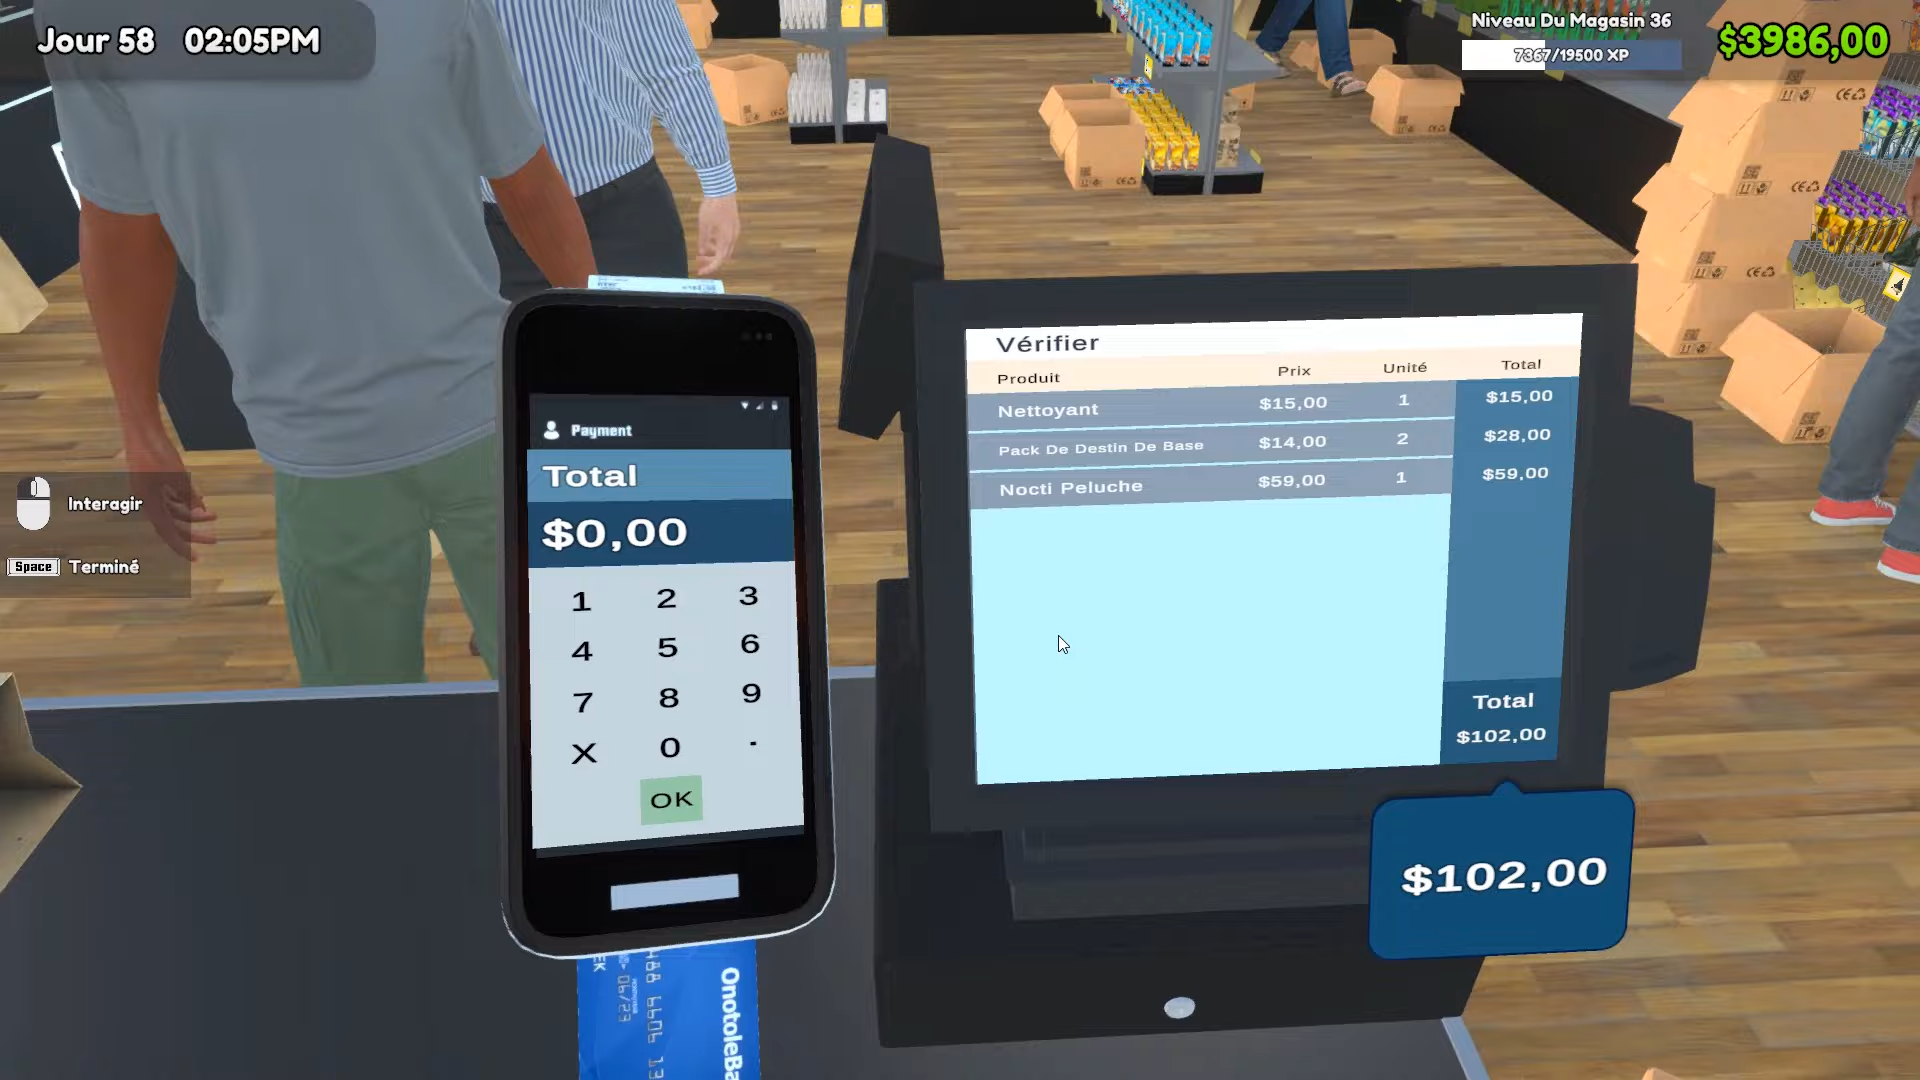 Jour 58 02:05PM
Niveau Du Magasin 36
7367/19500 XP
$3986,00
Interagir
Space Terminé
Payment
Total
$0,00
1 2 3
4 5 6
7 8 9
X 0 .
OK
Vérifier
Produit Prix Unité Total
Nettoyant $15,00 1 $15,00
Pack De Destin De Base $14,00 2 $28,00
Nocti Peluche $59,00 1 $59,00
Total
$102,00
$102,00
OnotoleBa
06/23